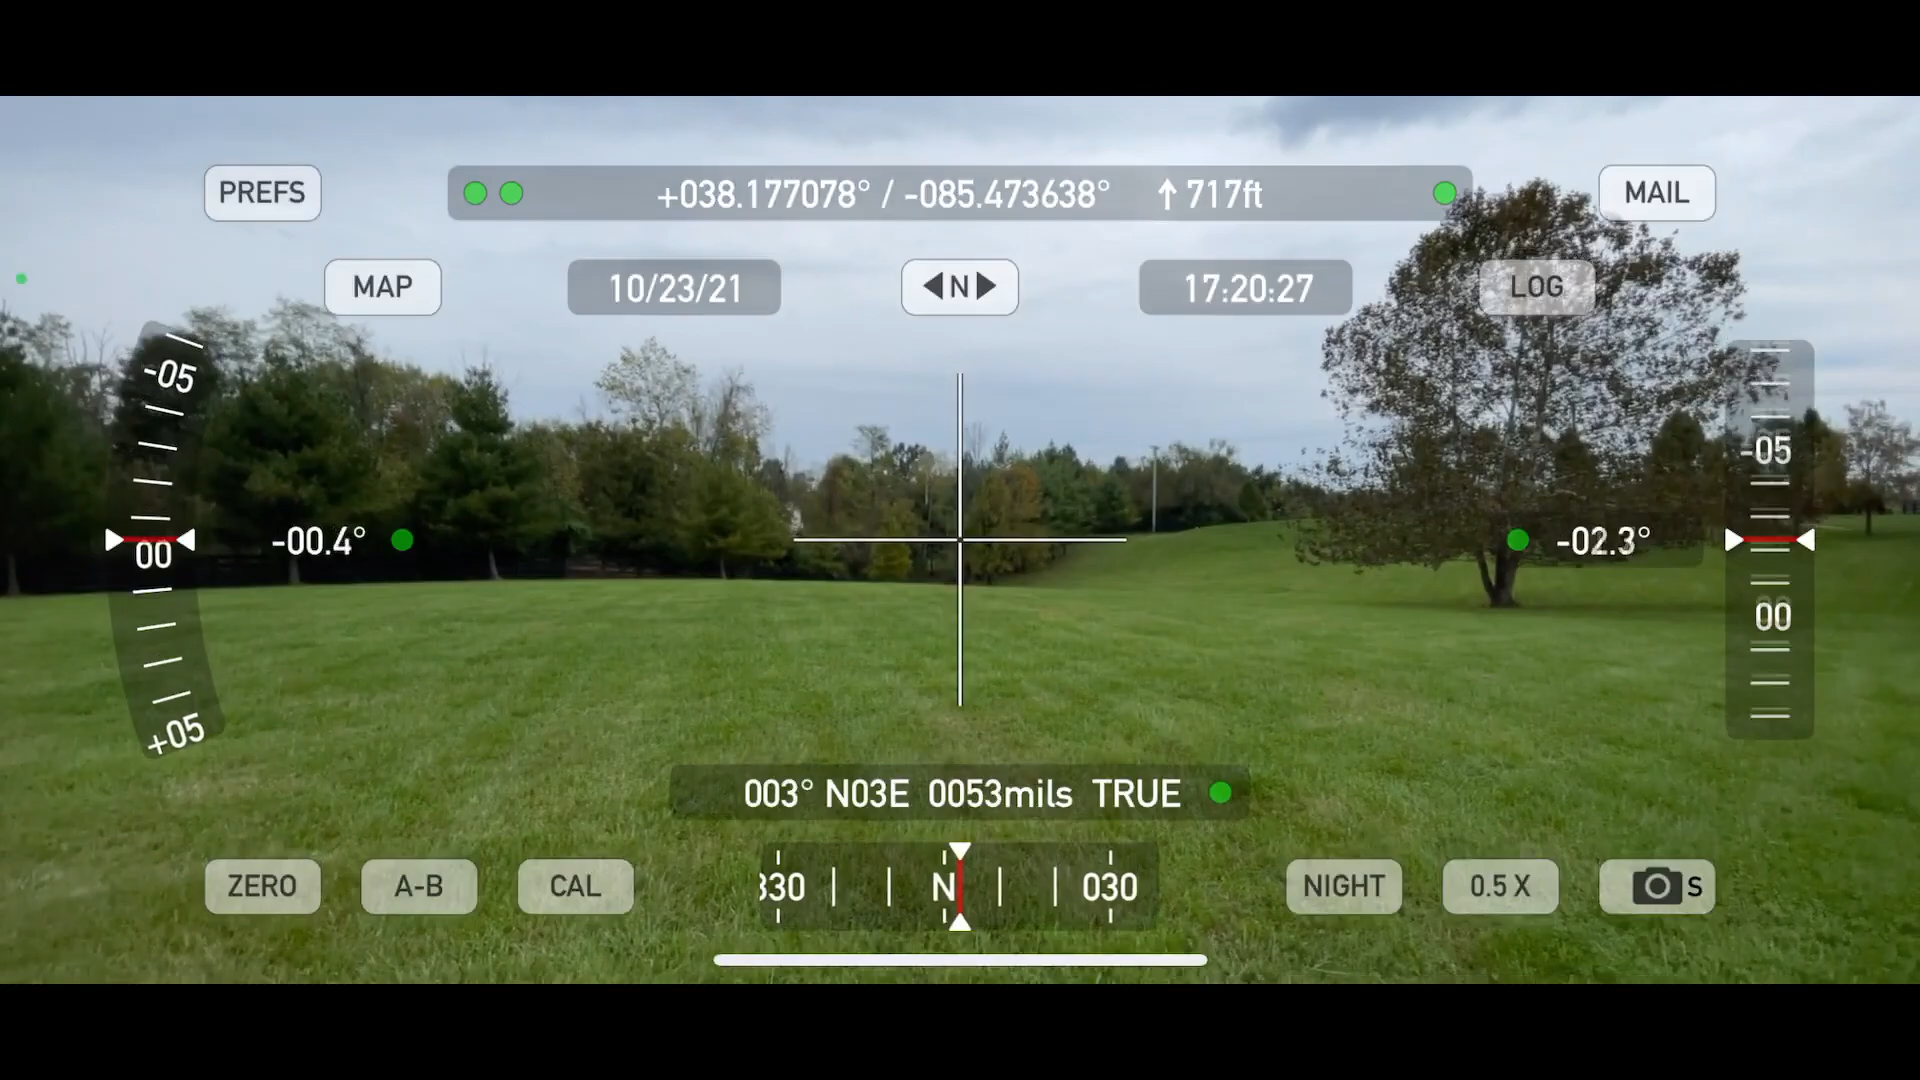 PREFS
+038.177078° / -085.473638° ↑717ft
MAIL
MAP
10/23/21
◀N▶
17:20:27
LOG
-05
00
+05
-00.4°
-02.3°
-05
00
003° N03E 0053mils TRUE
ZERO
A-B
CAL
330 N 030
NIGHT
0.5 X
S